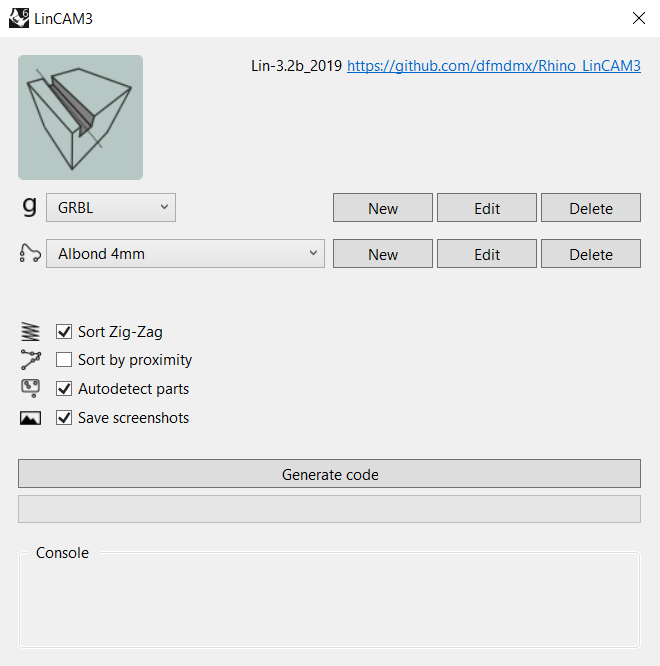 6 LinCAM3
Lin-3.2b_2019 https://github.com/dfmdmx/Rhino_LinCAM3
g GRBL New Edit Delete
Albond 4mm New Edit Delete
Sort Zig-Zag
Sort by proximity
Autodetect parts
Save screenshots
Generate code
Console